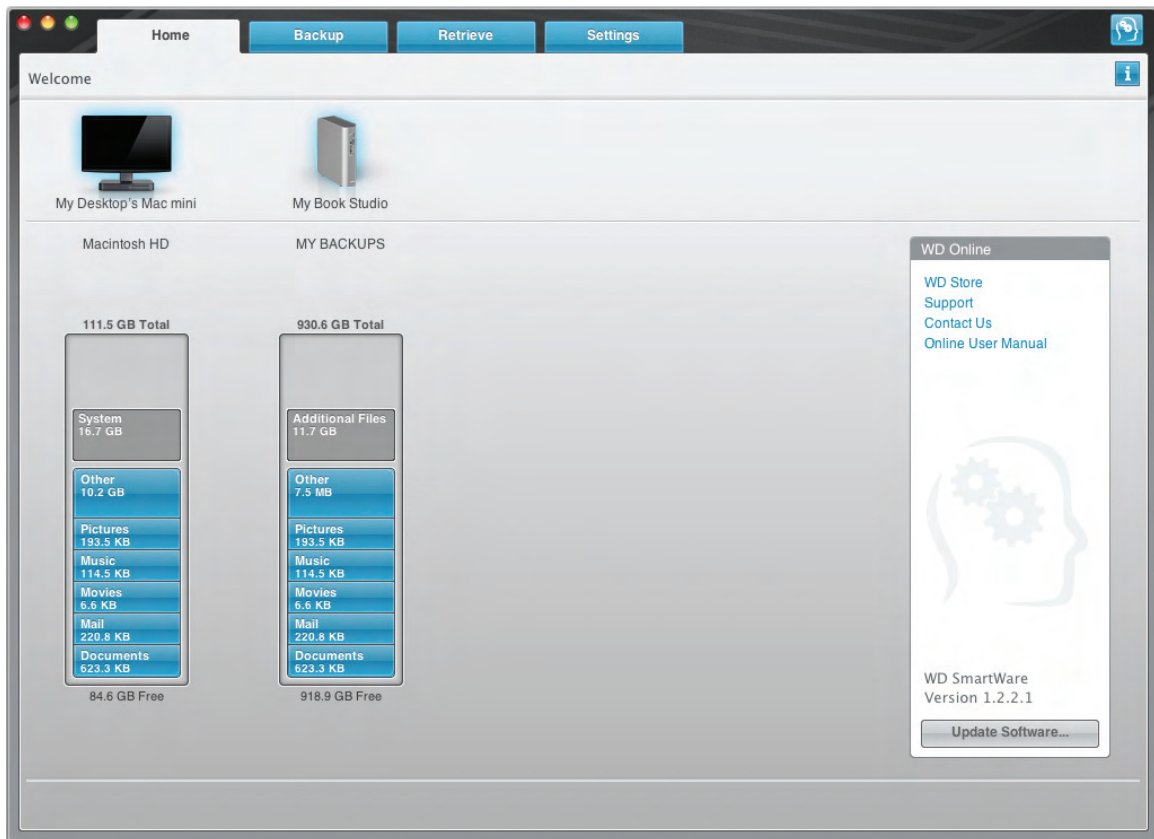 Home
Backup
Retrieve
Settings
Welcome
i
My Desktop's Mac mini
My Book Studio
Macintosh HD
MY BACKUPS
111.5 GB Total
930.6 GB Total
System
16.7 GB
Other
10.2 GB
Pictures
193.5 KB
Music
114.5 KB
Movies
6.6 KB
Mail
220.8 KB
Documents
623.3 KB
84.6 GB Free
Additional Files
11.7 GB
Other
7.5 MB
Pictures
193.5 KB
Music
114.5 KB
Movies
6.6 KB
Mail
220.8 KB
Documents
623.3 KB
918.9 GB Free
WD Online
WD Store
Support
Contact Us
Online User Manual
WD SmartWare
Version 1.2.2.1
Update Software...